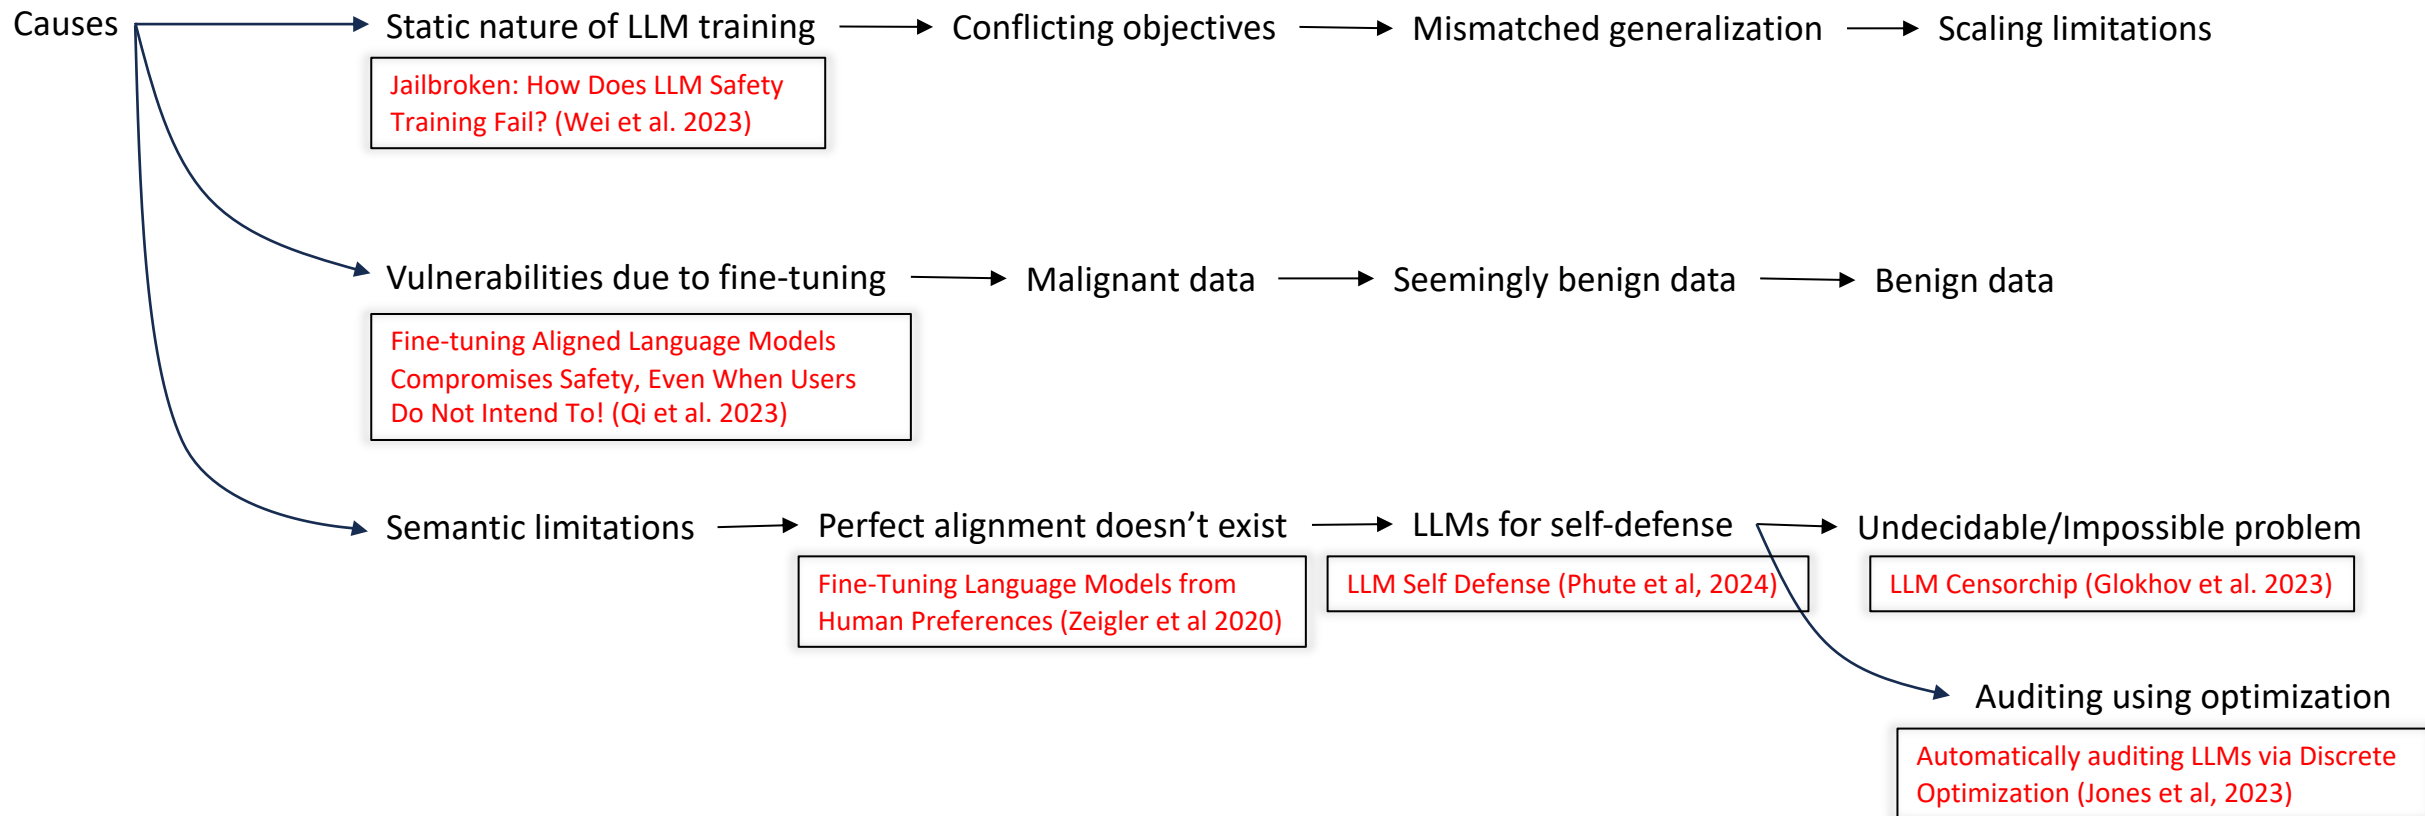 Causes
Static nature of LLM training
Conflicting objectives
Mismatched generalization
Scaling limitations
Jailbroken: How Does LLM Safety
Training Fail? (Wei et al. 2023)
Vulnerabilities due to fine-tuning
Malignant data
Seemingly benign data
Benign data
Fine-tuning Aligned Language Models
Compromises Safety, Even When Users
Do Not Intend To! (Qi et al. 2023)
Semantic limitations
Perfect alignment doesn’t exist
LLMs for self-defense
Undecidable/Impossible problem
Fine-Tuning Language Models from
Human Preferences (Zeigler et al 2020)
LLM Self Defense (Phute et al, 2024)
LLM Censorchip (Glokhov et al. 2023)
Auditing using optimization
Automatically auditing LLMs via Discrete
Optimization (Jones et al, 2023)